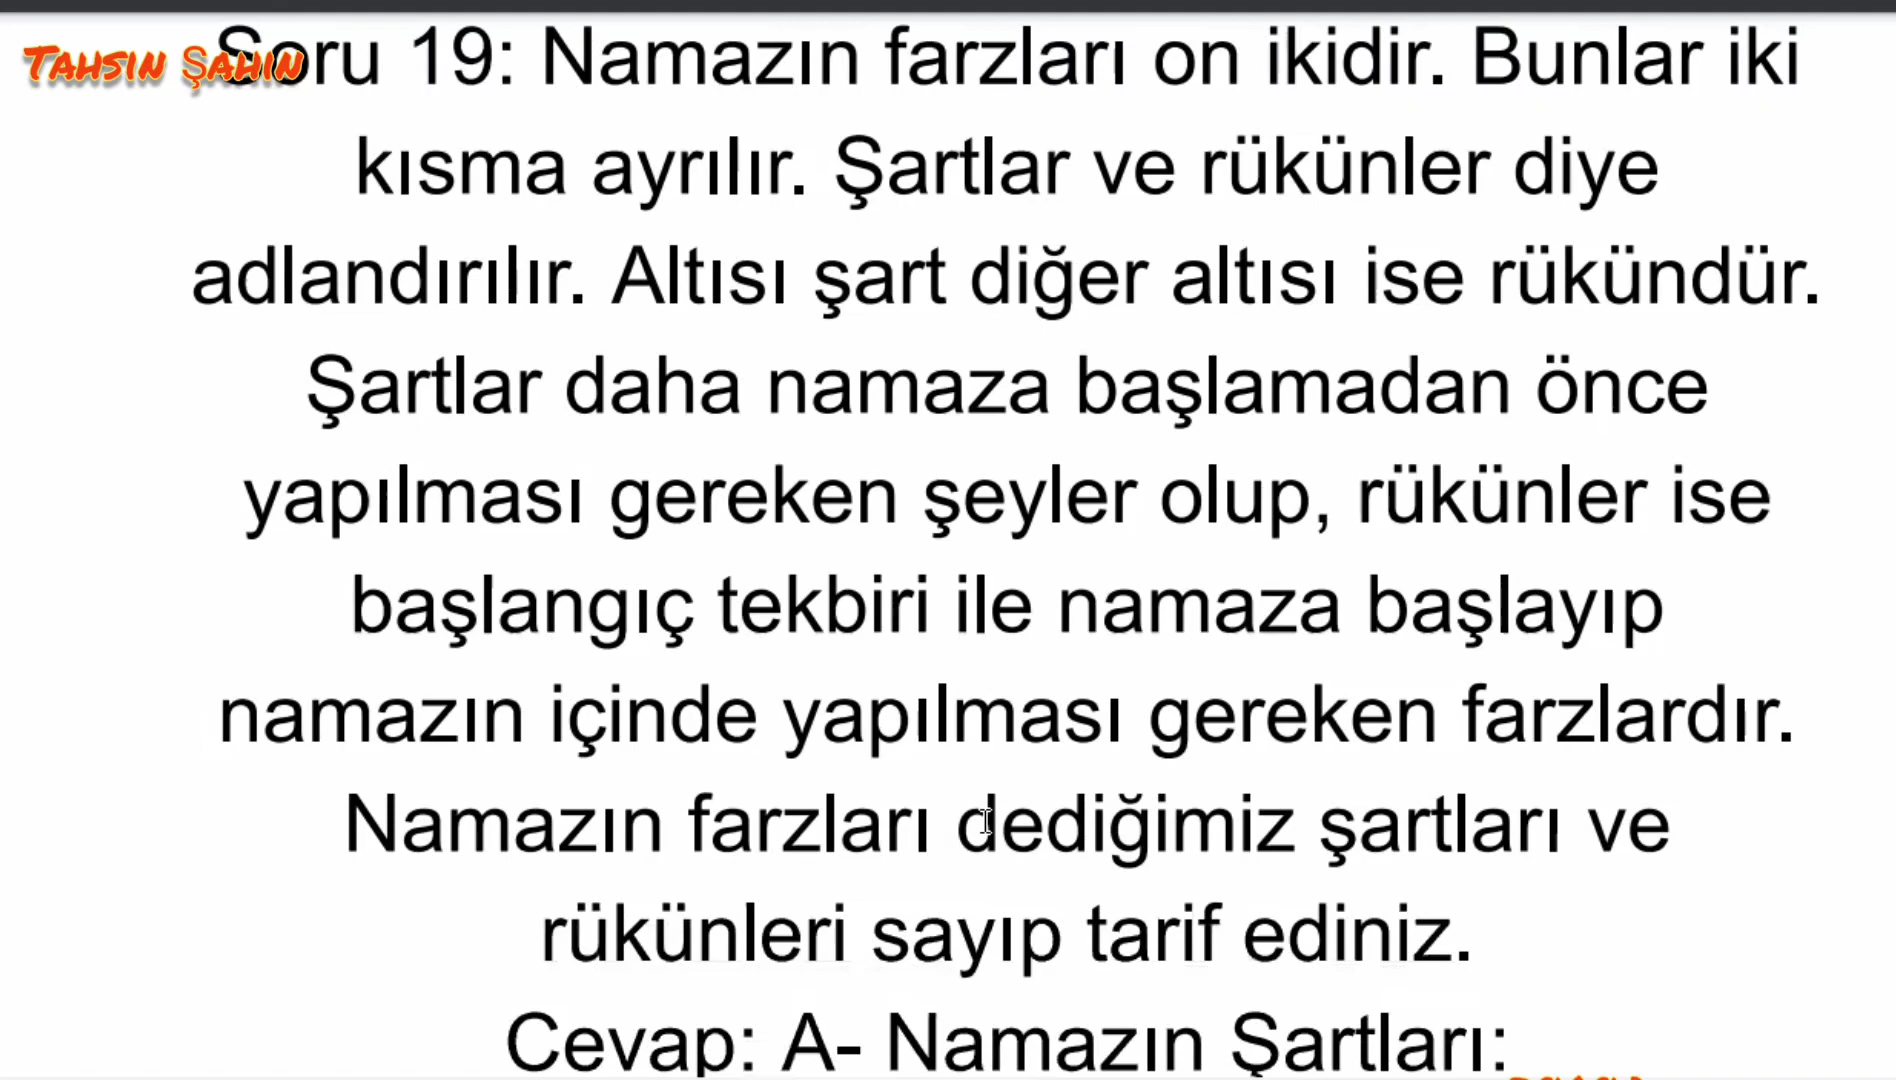 TAHSIN ŞAHIN
Soru 19: Namazın farzları on ikidir. Bunlar iki
kısma ayrılır. Şartlar ve rükünler diye
adlandırılır. Altısı şart diğer altısı ise rükündür.
Şartlar daha namaza başlamadan önce
yapılması gereken şeyler olup, rükünler ise
başlangıç tekbiri ile namaza başlayıp
namazın içinde yapılması gereken farzlardır.
Namazın farzları dediğimiz şartları ve
rükünleri sayıp tarif ediniz.
Cevap: A- Namazın Şartları: